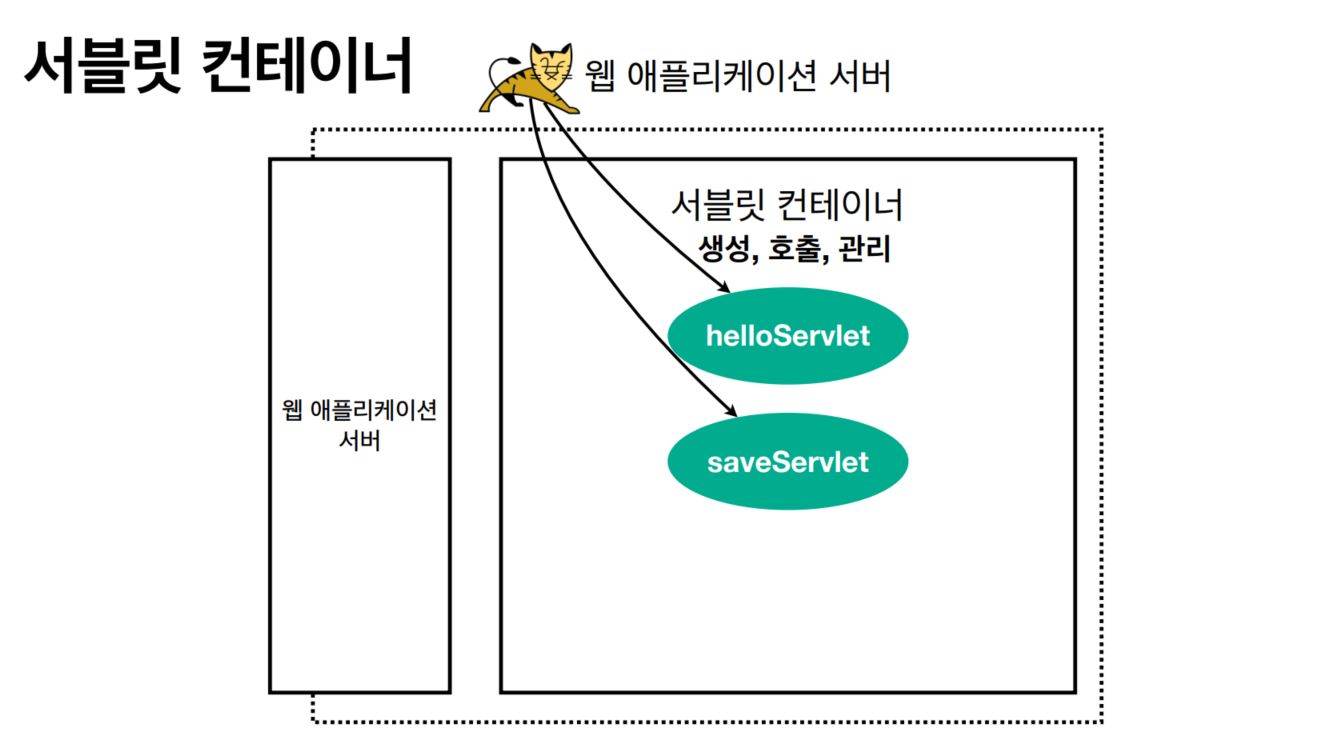 서블릿 컨테이너
웹 애플리케이션 서버
서블릿 컨테이너
생성, 호출, 관리
helloServlet
웹 애플리케이션
서버
saveServlet